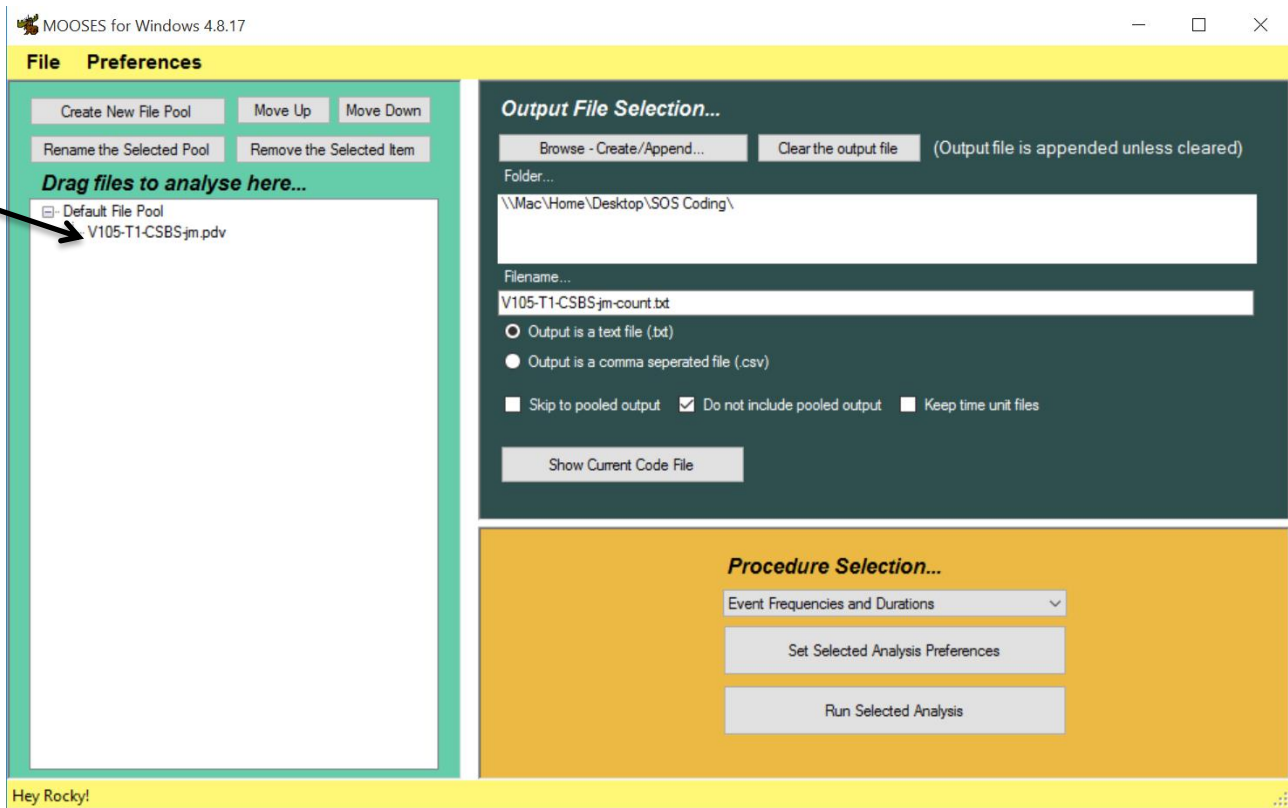 MOOSES for Windows 4.8.17
File Preferences
Create New File Pool Move Up Move Down
Rename the Selected Pool Remove the Selected Item
Drag files to analyse here...
Default File Pool
V105-T1-CSBS-jm.pdv
Output File Selection...
Browse - Create/Append... Clear the output file (Output file is appended unless cleared)
Folder...
\\Mac\Home\Desktop\SOS Coding\
Filename...
V105-T1-CSBS-jm-count.txt
Output is a text file (.txt)
Output is a comma seperated file (.csv)
Skip to pooled output Do not include pooled output Keep time unit files
Show Current Code File
Procedure Selection...
Event Frequencies and Durations
Set Selected Analysis Preferences
Run Selected Analysis
Hey Rocky!